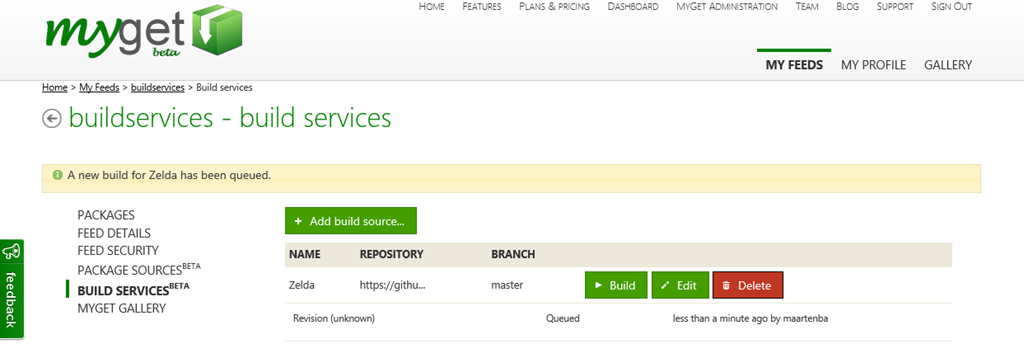 HOME FEATURES PLANS & PRICING DASHBOARD MYGET ADMINISTRATION TEAM BLOG SUPPORT SIGN OUT
myget
beta
MY FEEDS MY PROFILE GALLERY
Home > My Feeds > buildservices > Build services
buildservices - build services
A new build for Zelda has been queued.
PACKAGES
FEED DETAILS
FEED SECURITY
PACKAGE SOURCES BETA
BUILD SERVICES BETA
MYGET GALLERY
feedback
+ Add build source...
NAME REPOSITORY BRANCH
Zelda https://githu... master Build Edit Delete
Revision (unknown) Queued less than a minute ago by maartenba